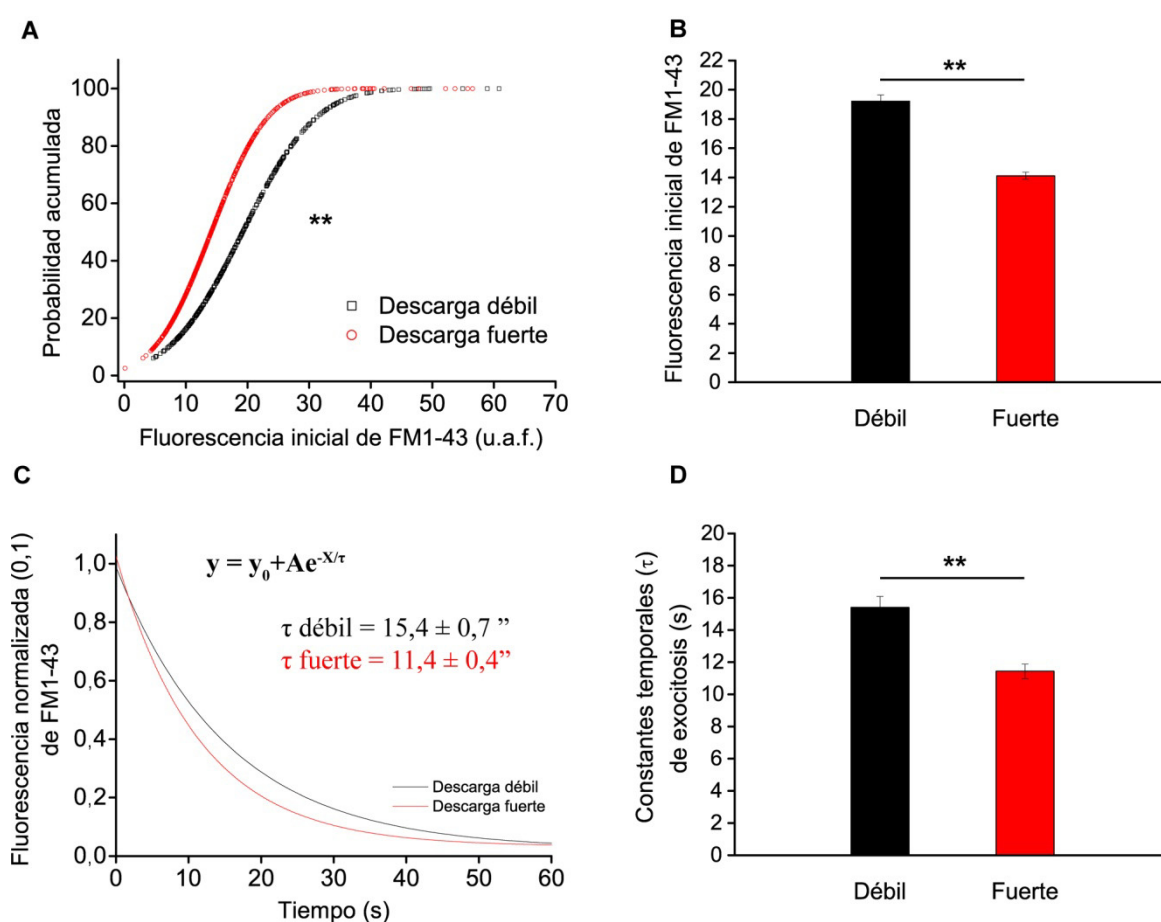 A
Probabilidad acumulada
100
80
60
40
20
0
**
Descarga débil
Descarga fuerte
0 10 20 30 40 50 60 70
Fluorescencia inicial de FM1-43 (u.a.f.)
B
Fluorescencia inicial de FM1-43
22
20
18
16
14
12
10
8
6
4
2
0
**
Débil Fuerte
C
Fluorescencia normalizada (0,1)
de FM1-43
1,0
0,8
0,6
0,4
0,2
0,0
y = y₀+Ae^-X/τ
τ débil = 15,4 ± 0,7 ”
τ fuerte = 11,4 ± 0,4”
Descarga débil
Descarga fuerte
0 10 20 30 40 50 60
Tiempo (s)
D
Constantes temporales (τ)
de exocitosis (s)
20
18
16
14
12
10
8
6
4
2
0
**
Débil Fuerte